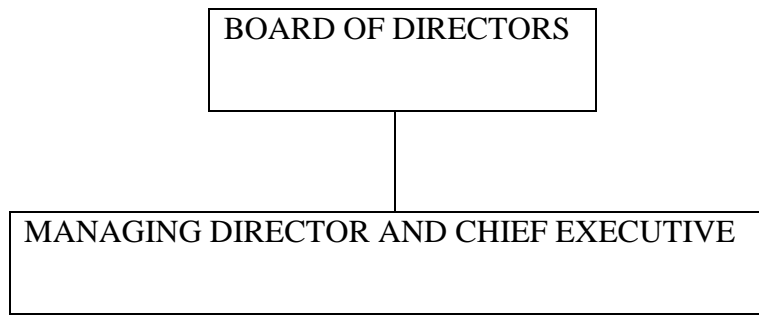 BOARD OF DIRECTORS
MANAGING DIRECTOR AND CHIEF EXECUTIVE